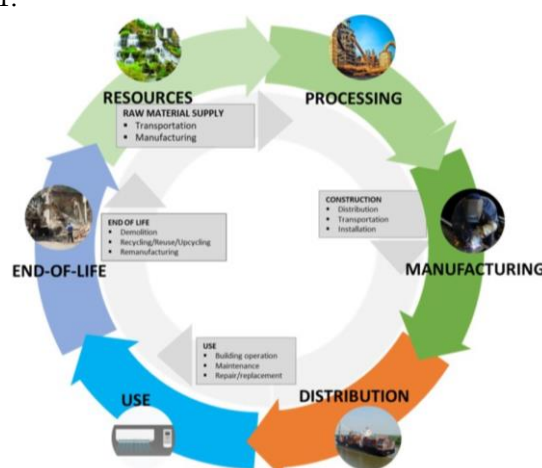 1.
RESOURCES
PROCESSING
RAW MATERIAL SUPPLY
▪ Transportation
▪ Manufacturing
CONSTRUCTION
▪ Distribution
▪ Transportation
▪ Installation
MANUFACTURING
END OF LIFE
▪ Demolition
▪ Recycling/Reuse/Upcycling
▪ Remanufacturing
END-OF-LIFE
USE
▪ Building operation
▪ Maintenance
▪ Repair/replacement
DISTRIBUTION
USE